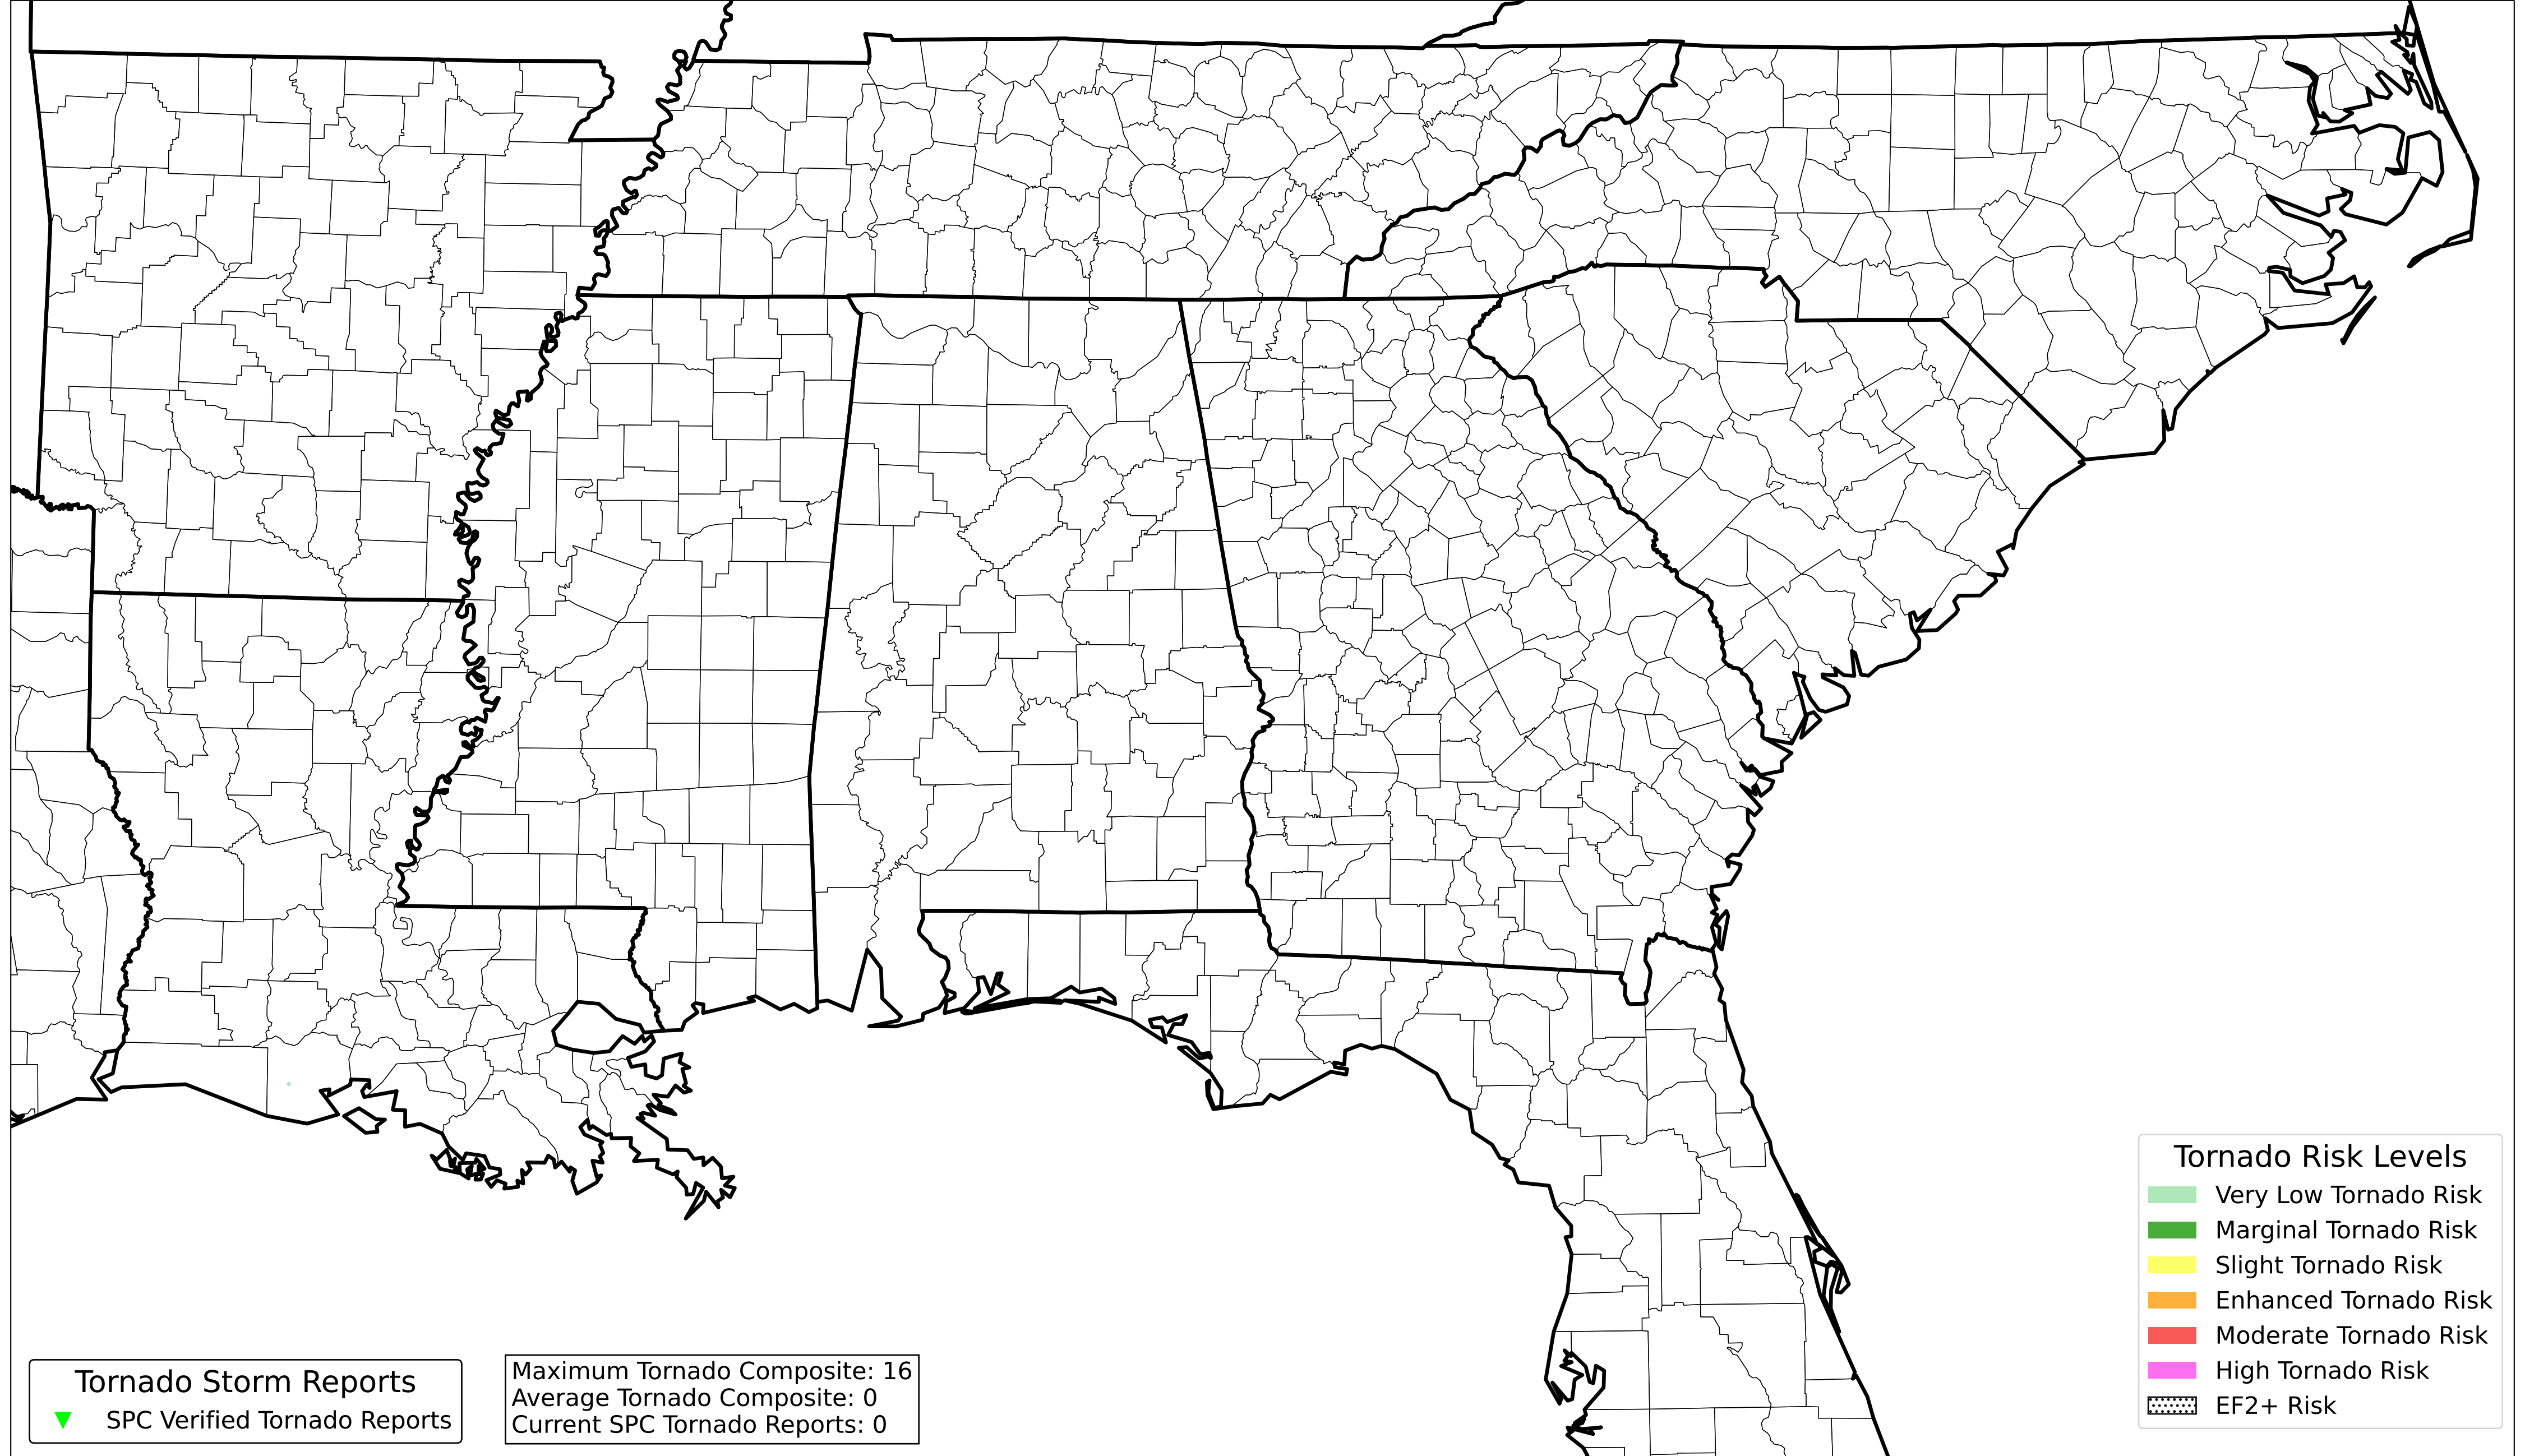 Tornado Risk Levels
Very Low Tornado Risk
Marginal Tornado Risk
Slight Tornado Risk
Enhanced Tornado Risk
Moderate Tornado Risk
High Tornado Risk
EF2+ Risk
Tornado Storm Reports
SPC Verified Tornado Reports
Maximum Tornado Composite: 16
Average Tornado Composite: 0
Current SPC Tornado Reports: 0